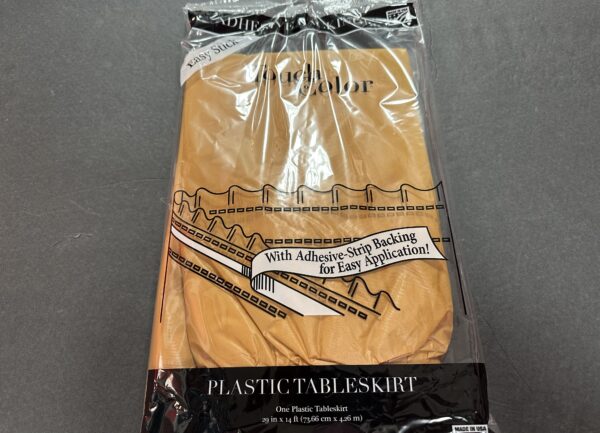 Easy Stick
Touch
Color
With Adhesive-Strip Backing
for Easy Application!
PLASTIC TABLESKIRT
One Plastic Tableskirt
29 in x 14 ft (73.66 cm x 4.26 m)
MADE IN USA